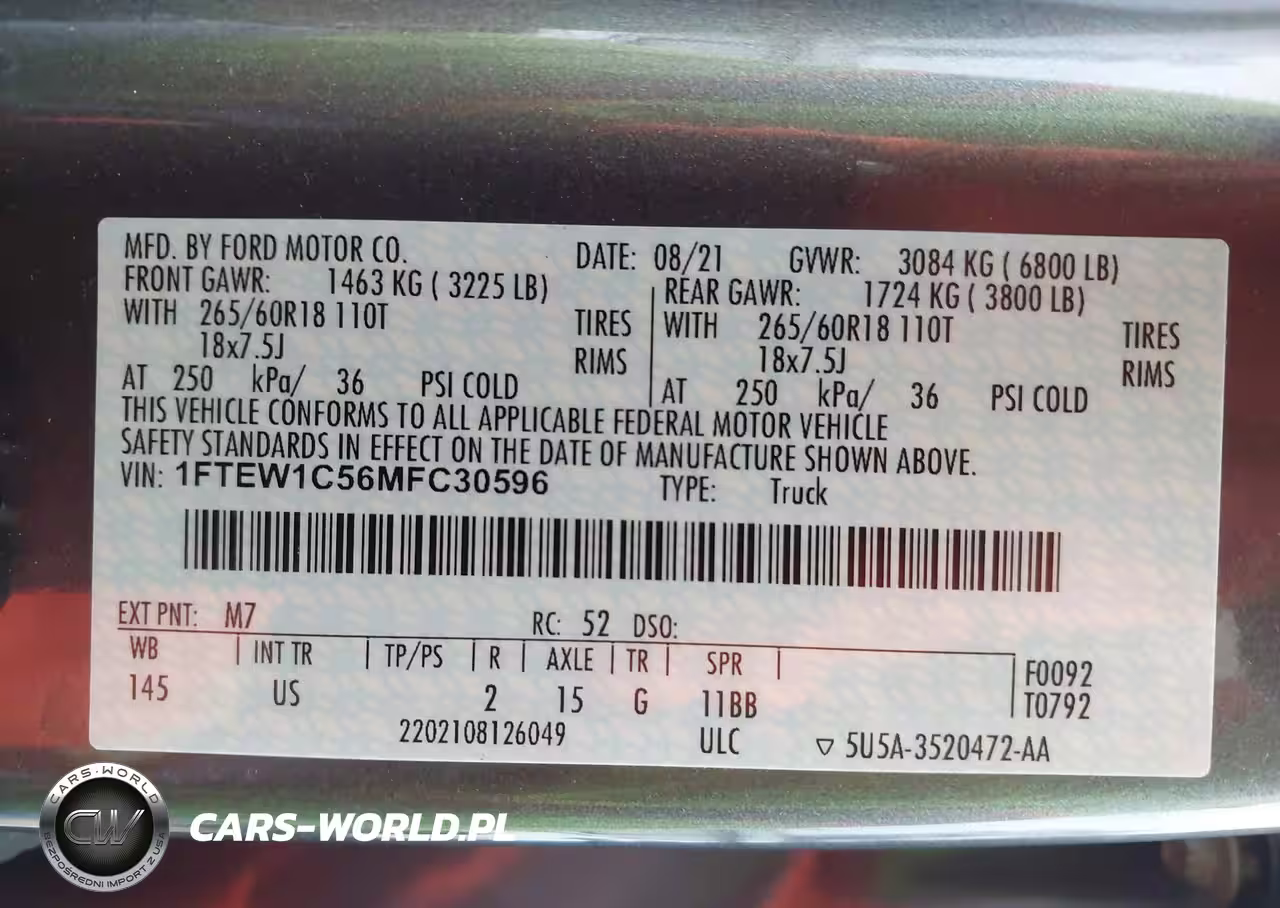 MFD. BY FORD MOTOR CO. DATE: 08/21 GVWR: 3084 KG ( 6800 LB)
FRONT GAWR: 1463 KG ( 3225 LB) REAR GAWR: 1724 KG ( 3800 LB)
WITH 265/60R18 110T TIRES WITH 265/60R18 110T TIRES
18x7.5J RIMS 18x7.5J RIMS
AT 250 kPa/ 36 PSI COLD AT 250 kPa/ 36 PSI COLD
THIS VEHICLE CONFORMS TO ALL APPLICABLE FEDERAL MOTOR VEHICLE
SAFETY STANDARDS IN EFFECT ON THE DATE OF MANUFACTURE SHOWN ABOVE.
VIN: 1FTEW1C56MFC30596 TYPE: Truck
EXT PNT: M7 RC: 52 DSO:
WB INT TR TP/PS R AXLE TR SPR F0092
145 US 2 15 G 11BB T0792
2202108126049 ULC ▽ 5U5A-3520472-AA
CARS-WORLD
CW
BEZPOŚREDNI IMPORT Z USA
CARS-WORLD.PL